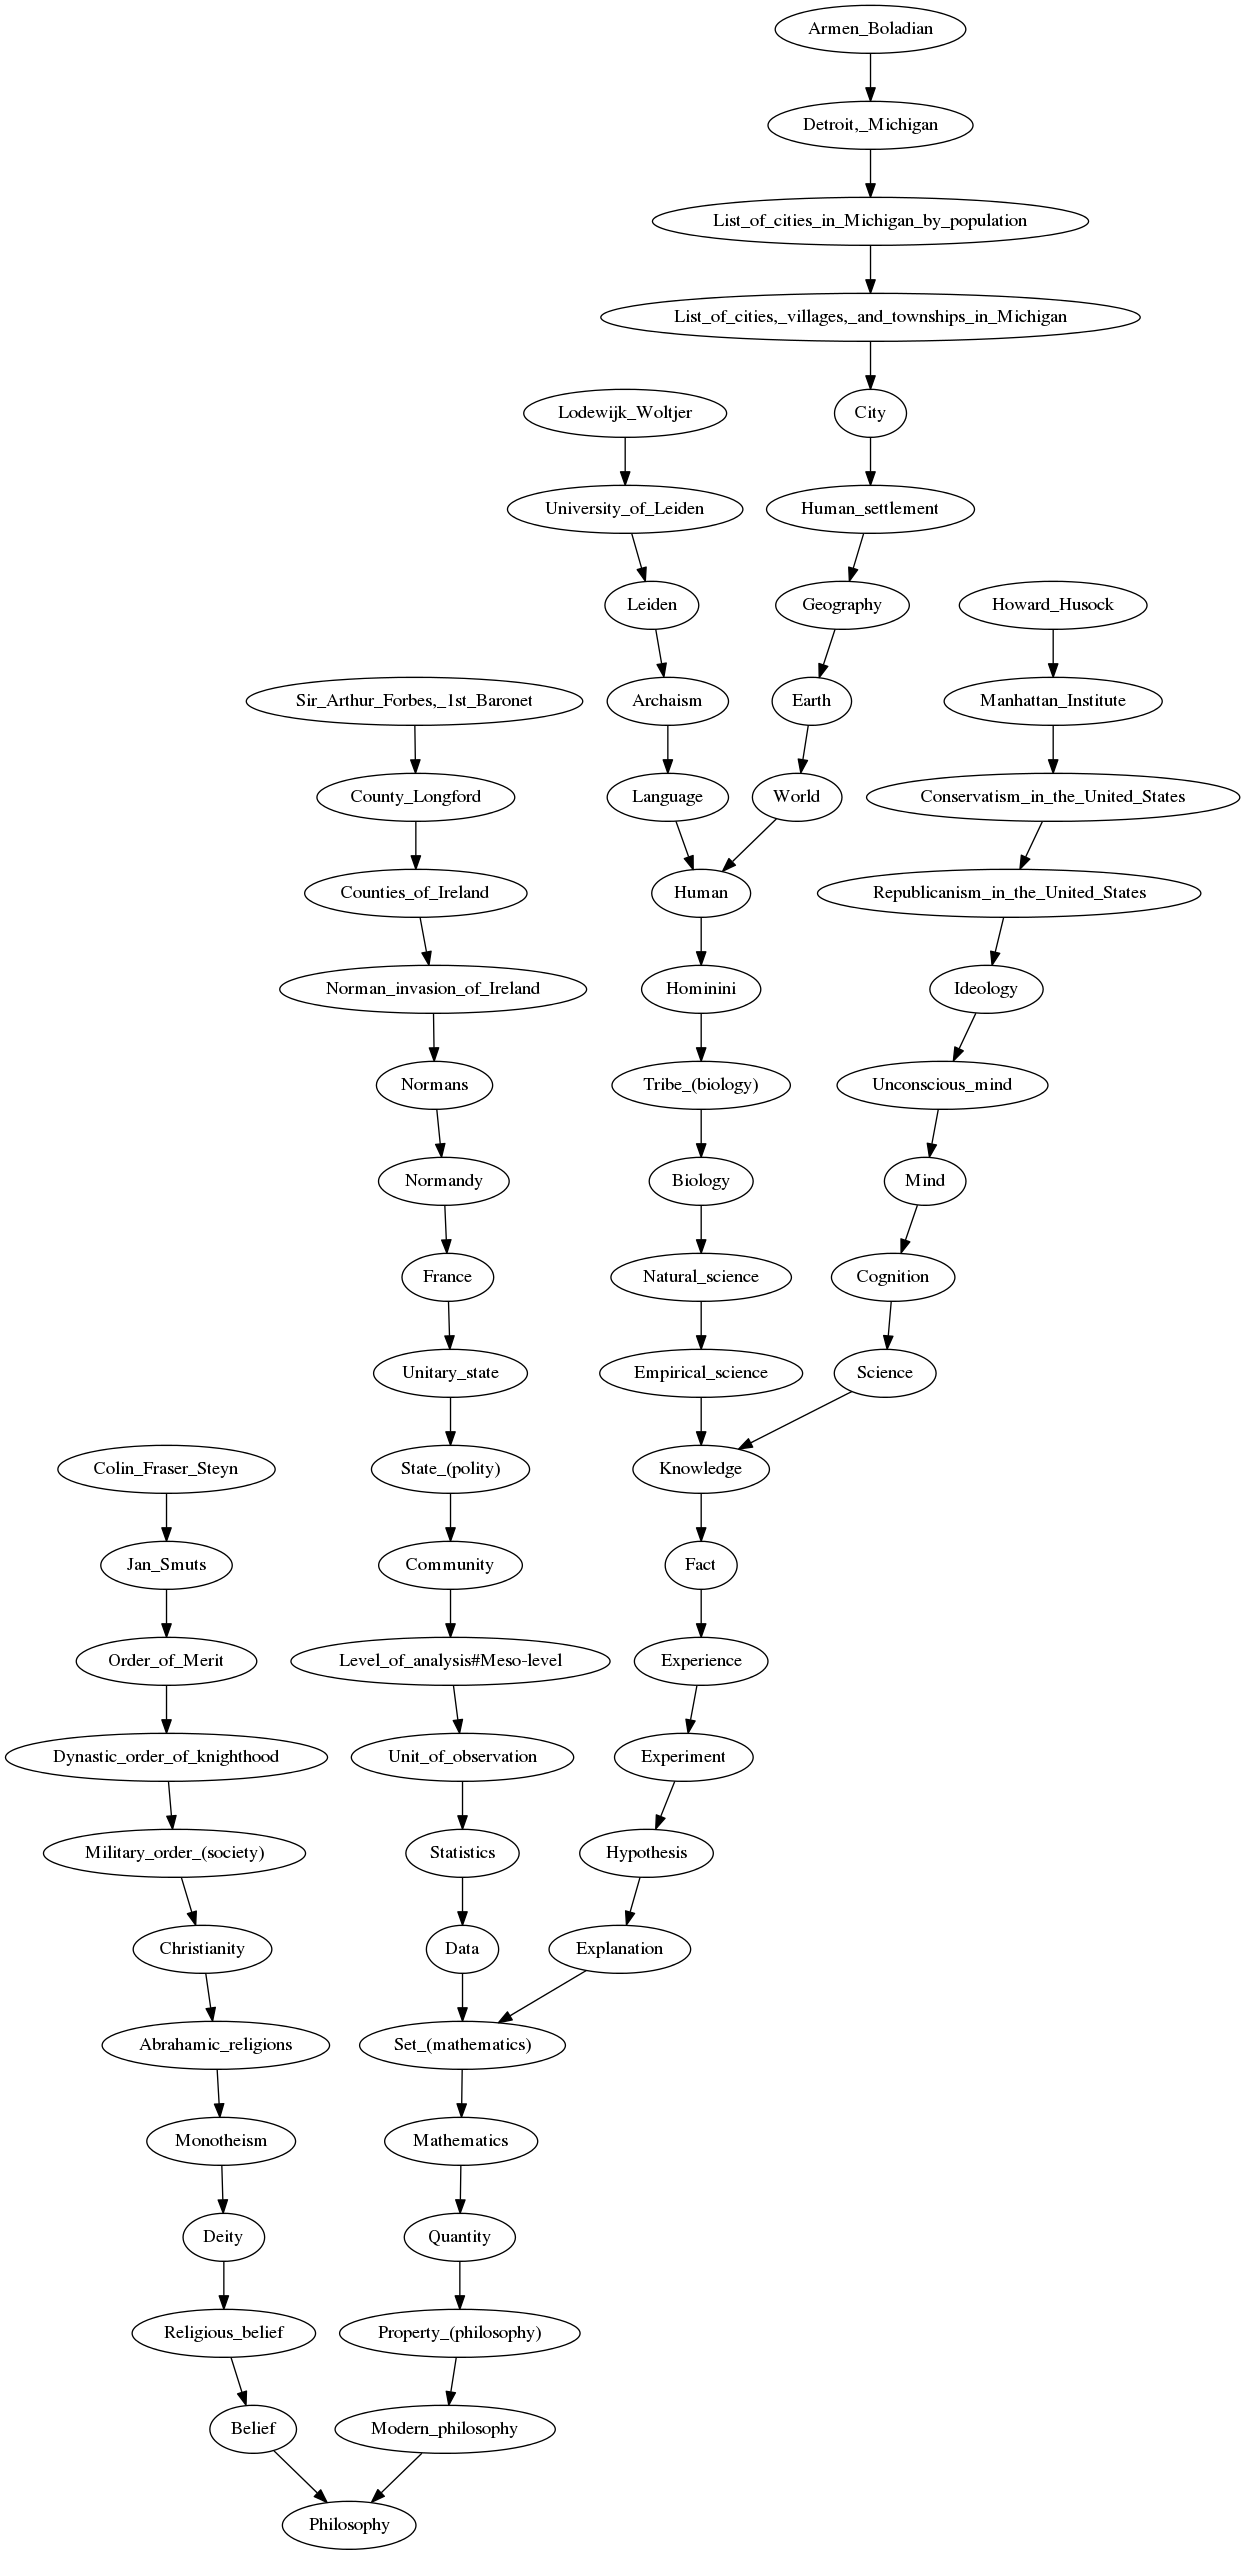 Armen_Boladian
Detroit,_Michigan
List_of_cities_in_Michigan_by_population
List_of_cities,_villages,_and_townships_in_Michigan
Lodewijk_Woltjer
City
University_of_Leiden
Human_settlement
Leiden
Geography
Howard_Husock
Sir_Arthur_Forbes,_1st_Baronet
Archaism
Earth
Manhattan_Institute
County_Longford
Language
World
Conservatism_in_the_United_States
Counties_of_Ireland
Human
Republicanism_in_the_United_States
Norman_invasion_of_Ireland
Hominini
Ideology
Normans
Tribe_(biology)
Unconscious_mind
Normandy
Biology
Mind
France
Natural_science
Cognition
Unitary_state
Empirical_science
Science
Colin_Fraser_Steyn
State_(polity)
Knowledge
Jan_Smuts
Community
Fact
Order_of_Merit
Level_of_analysis#Meso-level
Experience
Dynastic_order_of_knighthood
Unit_of_observation
Experiment
Military_order_(society)
Statistics
Hypothesis
Christianity
Data
Explanation
Abrahamic_religions
Set_(mathematics)
Monotheism
Mathematics
Deity
Quantity
Religious_belief
Property_(philosophy)
Belief
Modern_philosophy
Philosophy